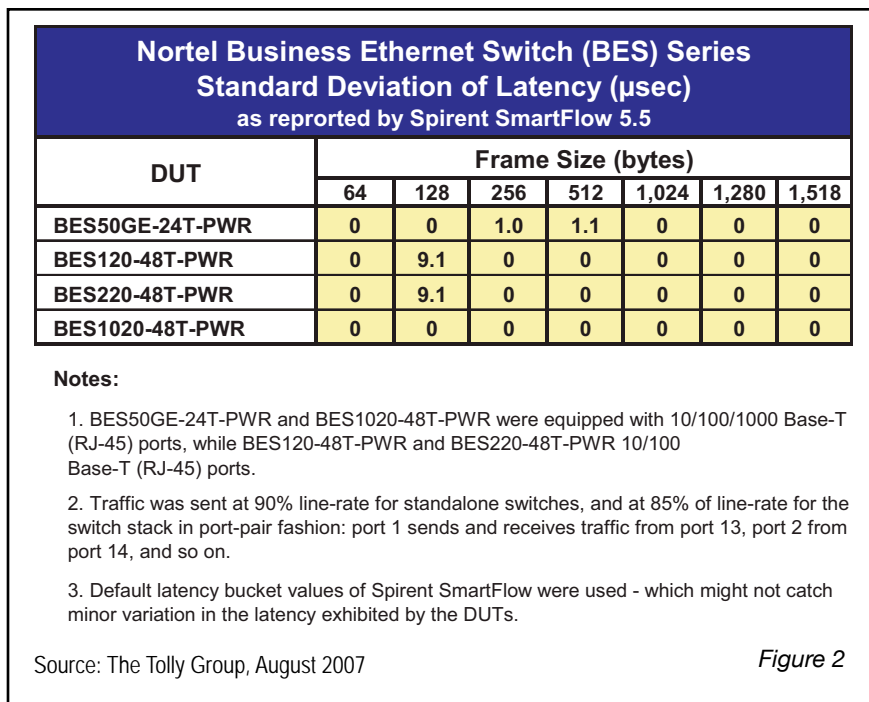 Nortel Business Ethernet Switch (BES) Series
Standard Deviation of Latency (µsec)
as reprorted by Spirent SmartFlow 5.5
DUT
Frame Size (bytes)
64 128 256 512 1,024 1,280 1,518
BES50GE-24T-PWR 0 0 1.0 1.1 0 0 0
BES120-48T-PWR 0 9.1 0 0 0 0 0
BES220-48T-PWR 0 9.1 0 0 0 0 0
BES1020-48T-PWR 0 0 0 0 0 0 0
Notes:
1. BES50GE-24T-PWR and BES1020-48T-PWR were equipped with 10/100/1000 Base-T
(RJ-45) ports, while BES120-48T-PWR and BES220-48T-PWR 10/100
Base-T (RJ-45) ports.
2. Traffic was sent at 90% line-rate for standalone switches, and at 85% of line-rate for the
switch stack in port-pair fashion: port 1 sends and receives traffic from port 13, port 2 from
port 14, and so on.
3. Default latency bucket values of Spirent SmartFlow were used - which might not catch
minor variation in the latency exhibited by the DUTs.
Source: The Tolly Group, August 2007
Figure 2